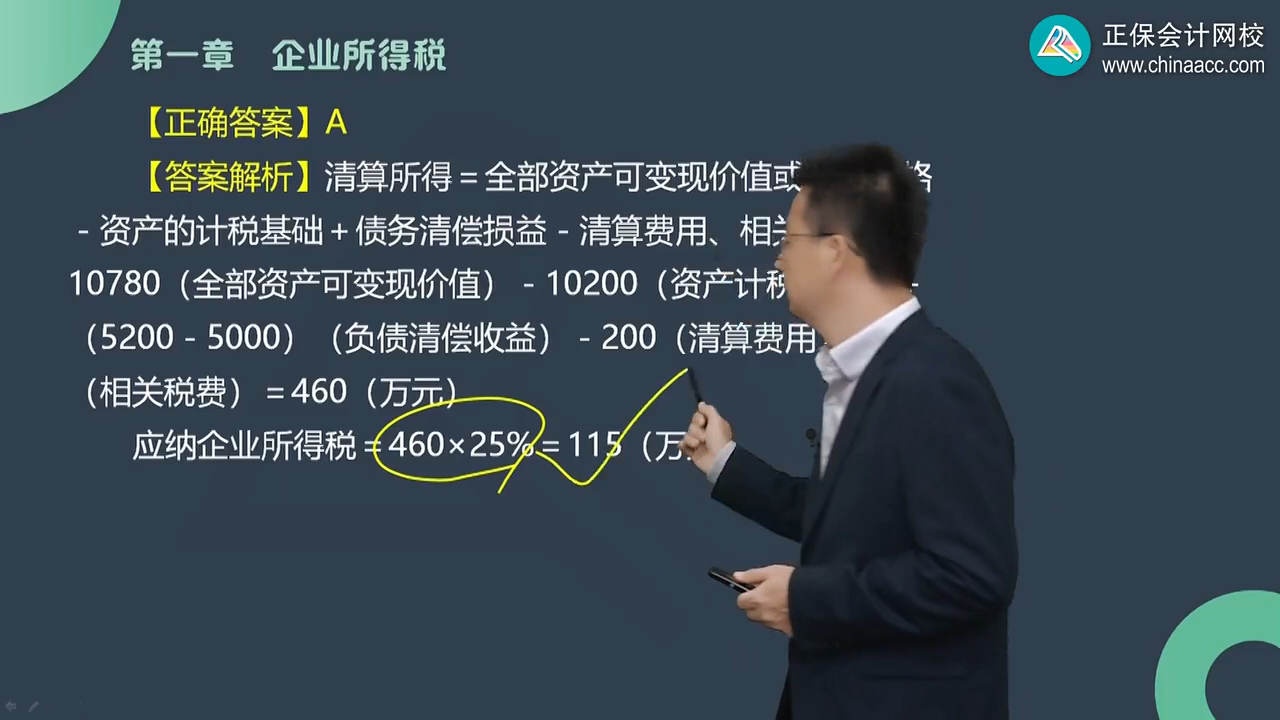 第一章 企业所得税
正保会计网校
www.chinaacc.com
【正确答案】A
【答案解析】清算所得＝全部资产可变现价值或 格
－资产的计税基础＋债务清偿损益－清算费用、相关
10780（全部资产可变现价值）－10200（资产计税
（5200－5000）（负债清偿收益）－200（清算费用
（相关税费）＝460（万元）
应纳企业所得税＝460×25%＝115（万